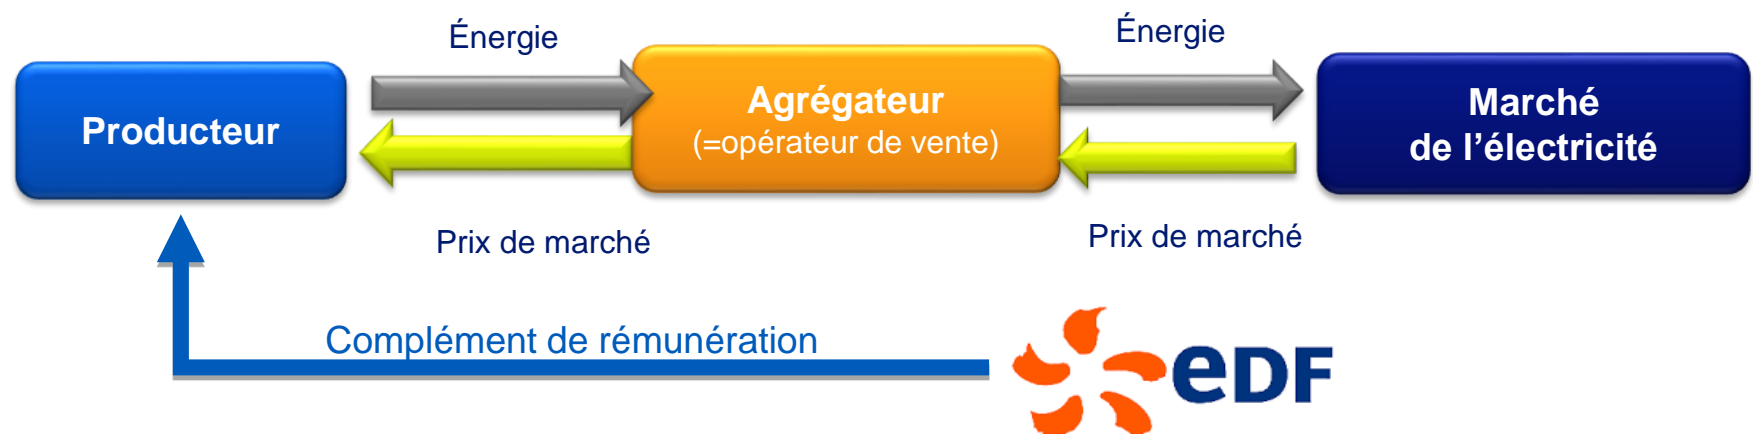 Énergie
Énergie
Producteur
Agrégateur
(=opérateur de vente)
Marché
de l’électricité
Prix de marché
Prix de marché
Complément de rémunération
eDF